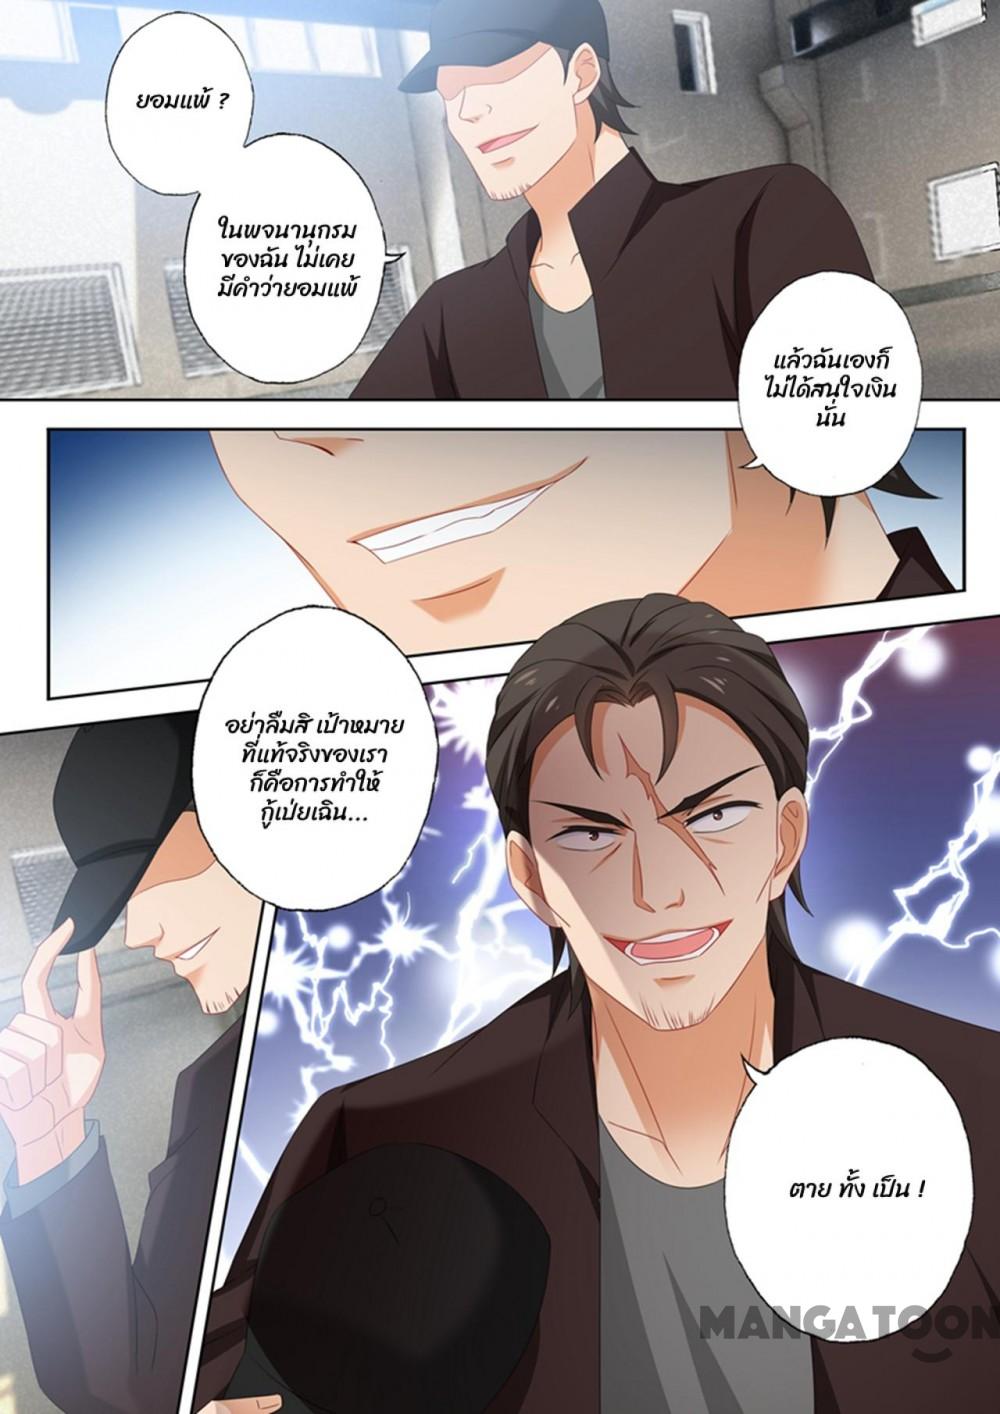 ยอมแพ้ ?
ในพจนานุกรม
ของฉัน ไม่เคย
มีคำว่ายอมแพ้
แล้วฉันเองก็
ไม่ได้สนใจเงิน
นั่น
อย่าลืมสิ เป้าหมาย
ที่แท้จริงของเรา
ก็คือการทำให้
กู้เป่ยเฉิน...
ตาย ทั้ง เป็น !
MANGATOON